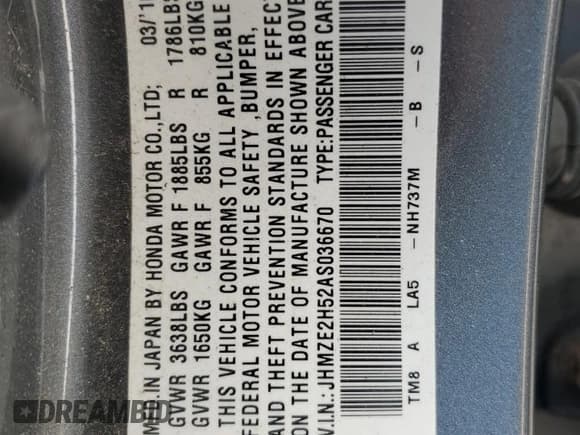 MADE IN JAPAN BY HONDA MOTOR CO.,LTD; 03/'1
GVWR 3638LBS GAWR F 1885LBS R 1786LBS
GVWR 1650KG GAWR F 855KG R 810KG
THIS VEHICLE CONFORMS TO ALL APPLICABLE
FEDERAL MOTOR VEHICLE SAFETY ,BUMPER,
AND THEFT PREVENTION STANDARDS IN EFFECT
ON THE DATE OF MANUFACTURE SHOWN ABOVE
V.I.N.: JHMZE2H52AS036670 TYPE:PASSENGER CAR
TM8 A LA5 -NH737M -B -S
DREAMBID